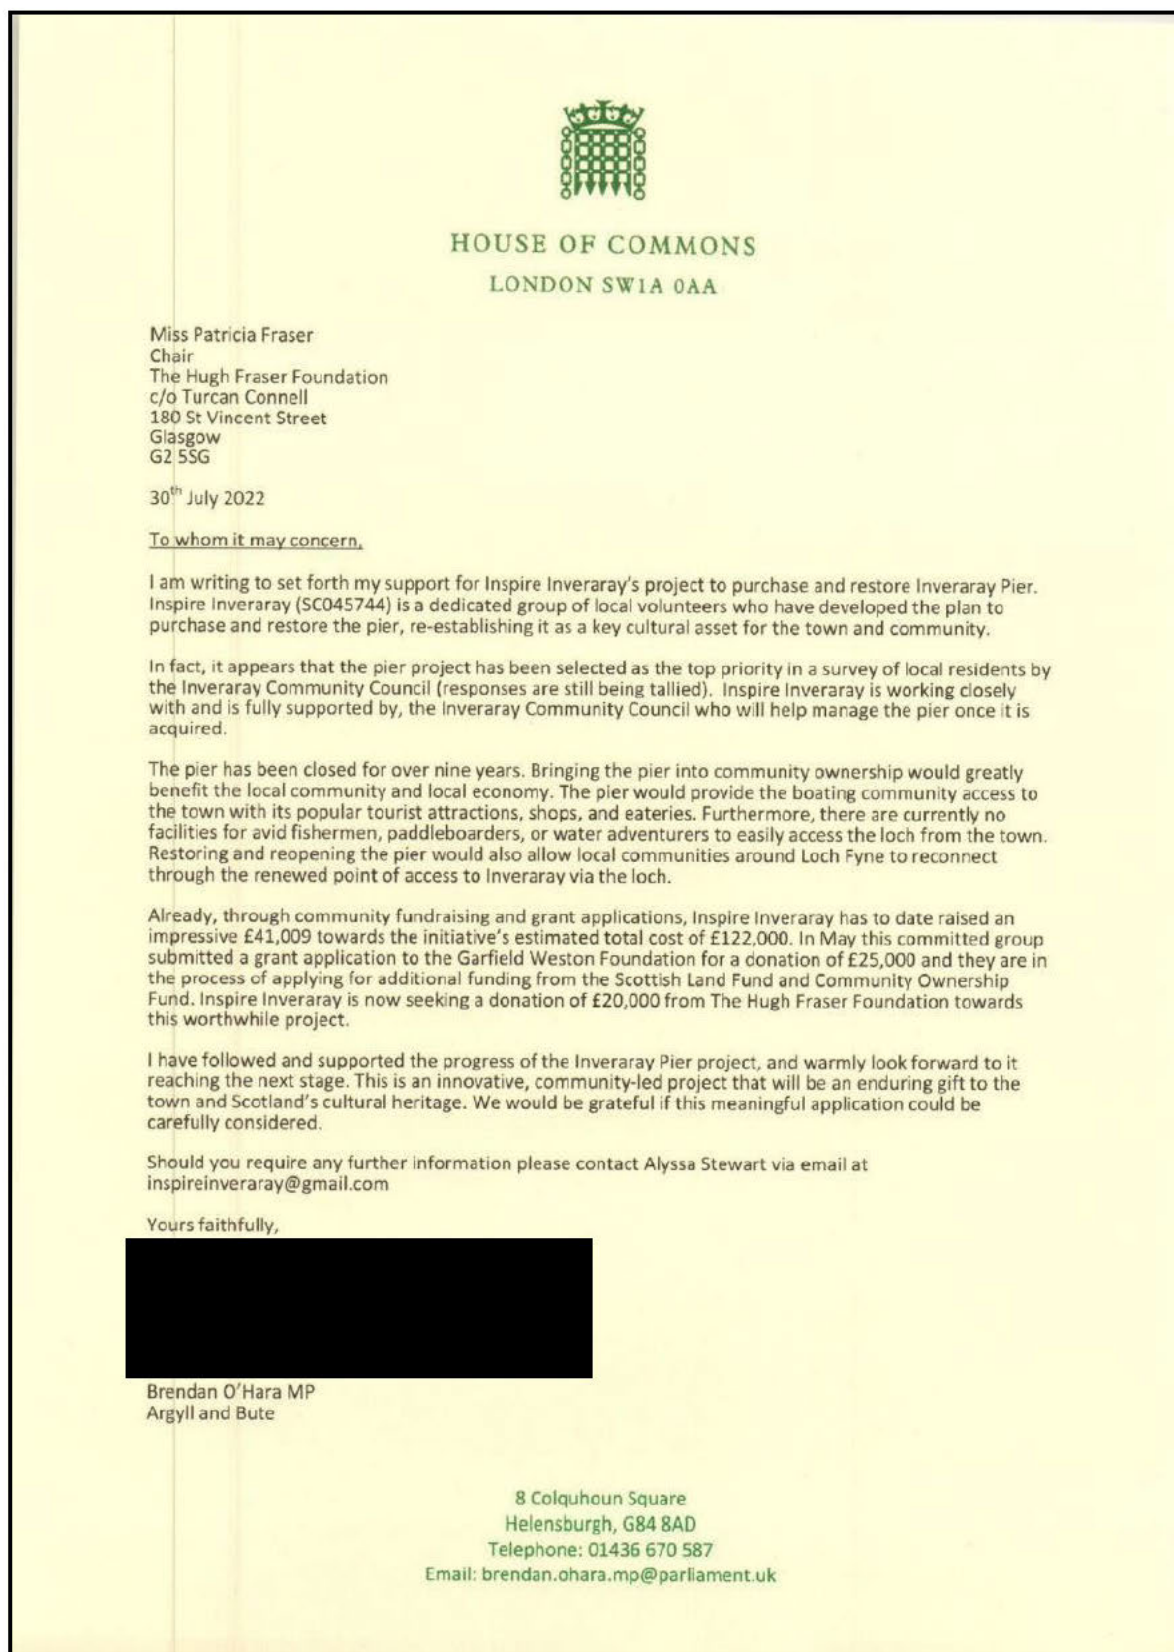 HOUSE OF COMMONS
LONDON SW1A 0AA
Miss Patricia Fraser
Chair
The Hugh Fraser Foundation
c/o Turcan Connell
180 St Vincent Street
Glasgow
G2 5SG
30th July 2022
To whom it may concern,
I am writing to set forth my support for Inspire Inveraray's project to purchase and restore Inveraray Pier.
Inspire Inveraray (SC045744) is a dedicated group of local volunteers who have developed the plan to
purchase and restore the pier, re-establishing it as a key cultural asset for the town and community.
In fact, it appears that the pier project has been selected as the top priority in a survey of local residents by
the Inveraray Community Council (responses are still being tallied). Inspire Inveraray is working closely
with and is fully supported by, the Inveraray Community Council who will help manage the pier once it is
acquired.
The pier has been closed for over nine years. Bringing the pier into community ownership would greatly
benefit the local community and local economy. The pier would provide the boating community access to
the town with its popular tourist attractions, shops, and eateries. Furthermore, there are currently no
facilities for avid fishermen, paddleboarders, or water adventurers to easily access the loch from the town.
Restoring and reopening the pier would also allow local communities around Loch Fyne to reconnect
through the renewed point of access to Inveraray via the loch.
Already, through community fundraising and grant applications, Inspire Inveraray has to date raised an
impressive £41,009 towards the initiative's estimated total cost of £122,000. In May this committed group
submitted a grant application to the Garfield Weston Foundation for a donation of £25,000 and they are in
the process of applying for additional funding from the Scottish Land Fund and Community Ownership
Fund. Inspire Inveraray is now seeking a donation of £20,000 from The Hugh Fraser Foundation towards
this worthwhile project.
I have followed and supported the progress of the Inveraray Pier project, and warmly look forward to it
reaching the next stage. This is an innovative, community-led project that will be an enduring gift to the
town and Scotland's cultural heritage. We would be grateful if this meaningful application could be
carefully considered.
Should you require any further information please contact Alyssa Stewart via email at
inspireinveraray@gmail.com
Yours faithfully,
Brendan O'Hara MP
Argyll and Bute
8 Colquhoun Square
Helensburgh, G84 8AD
Telephone: 01436 670 587
Email: brendan.ohara.mp@parliament.uk